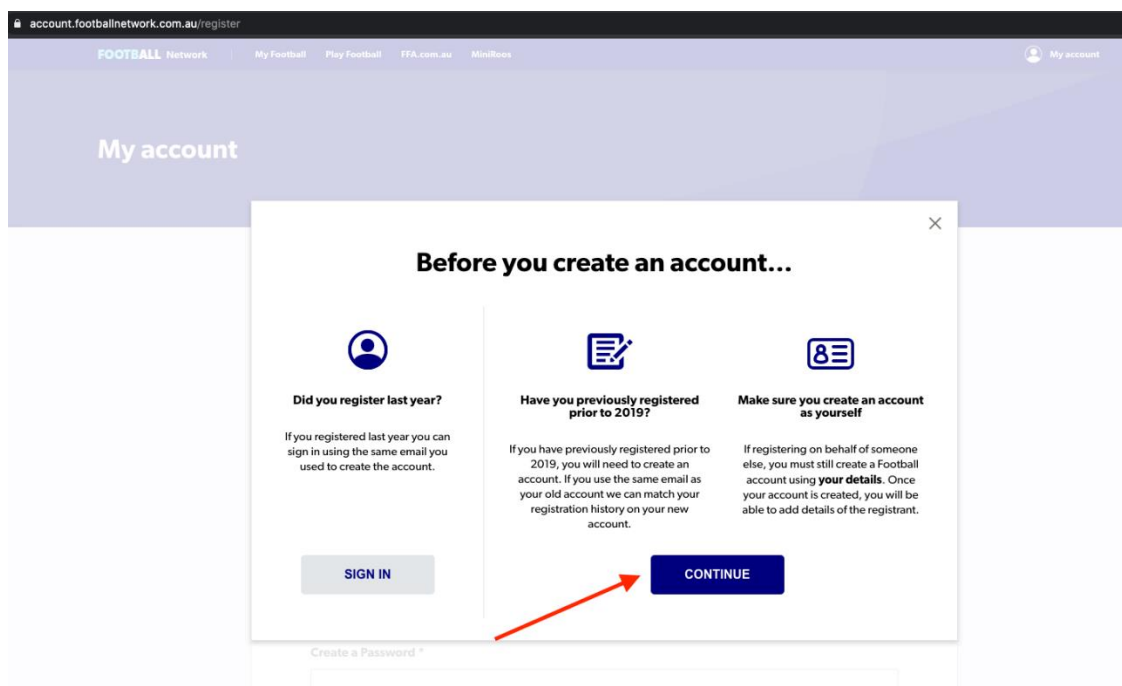 account.footballnetwork.com.au/register
FOOTBALL Network
My Football
Play Football
FFA.com.au
MiniRoos
My account
My account
Before you create an account...
Did you register last year?
If you registered last year you can
sign in using the same email you
used to create the account.
SIGN IN
Have you previously registered
prior to 2019?
If you have previously registered prior to
2019, you will need to create an
account. If you use the same email as
your old account we can match your
registration history on your new
account.
Make sure you create an account
as yourself
If registering on behalf of someone
else, you must still create a Football
account using your details. Once
your account is created, you will be
able to add details of the registrant.
CONTINUE
Create a Password *